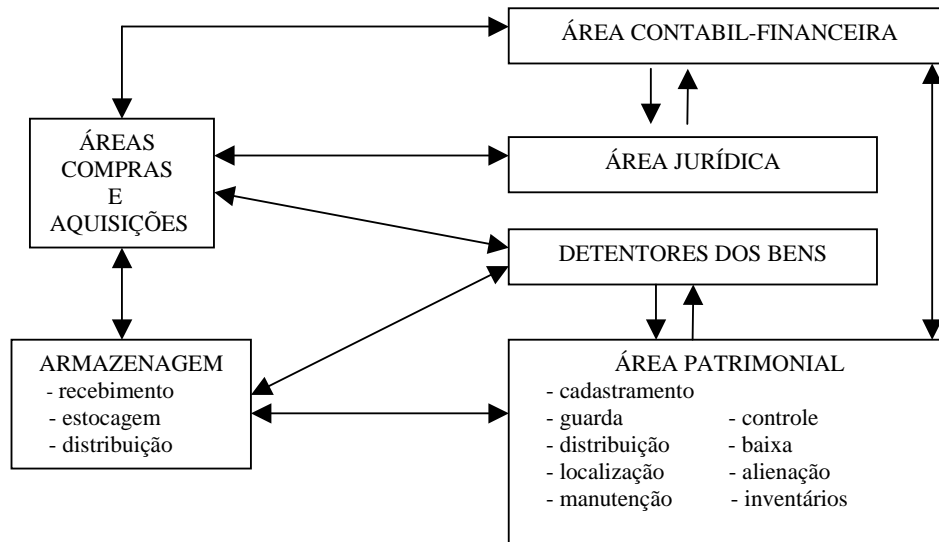 ÁREA CONTABIL-FINANCEIRA
ÁREAS
COMPRAS
E
AQUISIÇÕES
ÁREA JURÍDICA
DETENTORES DOS BENS
ARMAZENAGEM
- recebimento
- estocagem
- distribuição
ÁREA PATRIMONIAL
- cadastramento
- guarda - controle
- distribuição - baixa
- localização - alienação
- manutenção - inventários